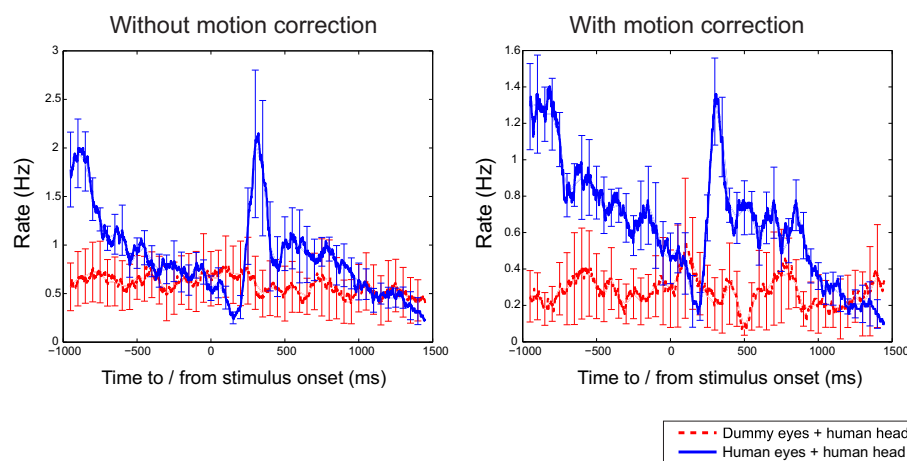 Without motion correction
With motion correction
3
2.5
2
1.5
1
0.5
0
Rate (Hz)
−1000 −500 0 500 1000 1500
Time to / from stimulus onset (ms)
1.6
1.4
1.2
1
0.8
0.6
0.4
0.2
0
Rate (Hz)
−1000 −500 0 500 1000 1500
Time to / from stimulus onset (ms)
Dummy eyes + human head
Human eyes + human head